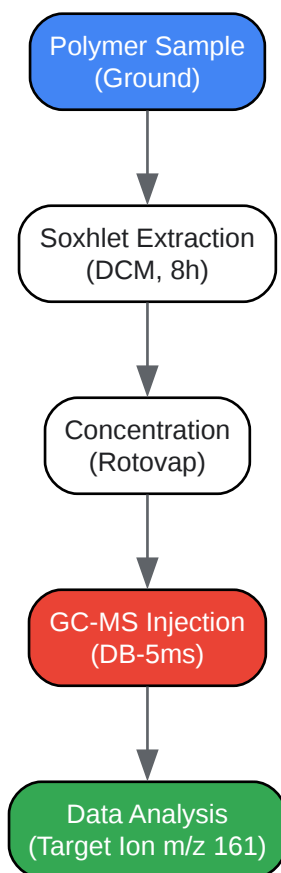 Polymer Sample
(Ground)
Soxhlet Extraction
(DCM, 8h)
Concentration
(Rotovap)
GC-MS Injection
(DB-5ms)
Data Analysis
(Target Ion m/z 161)